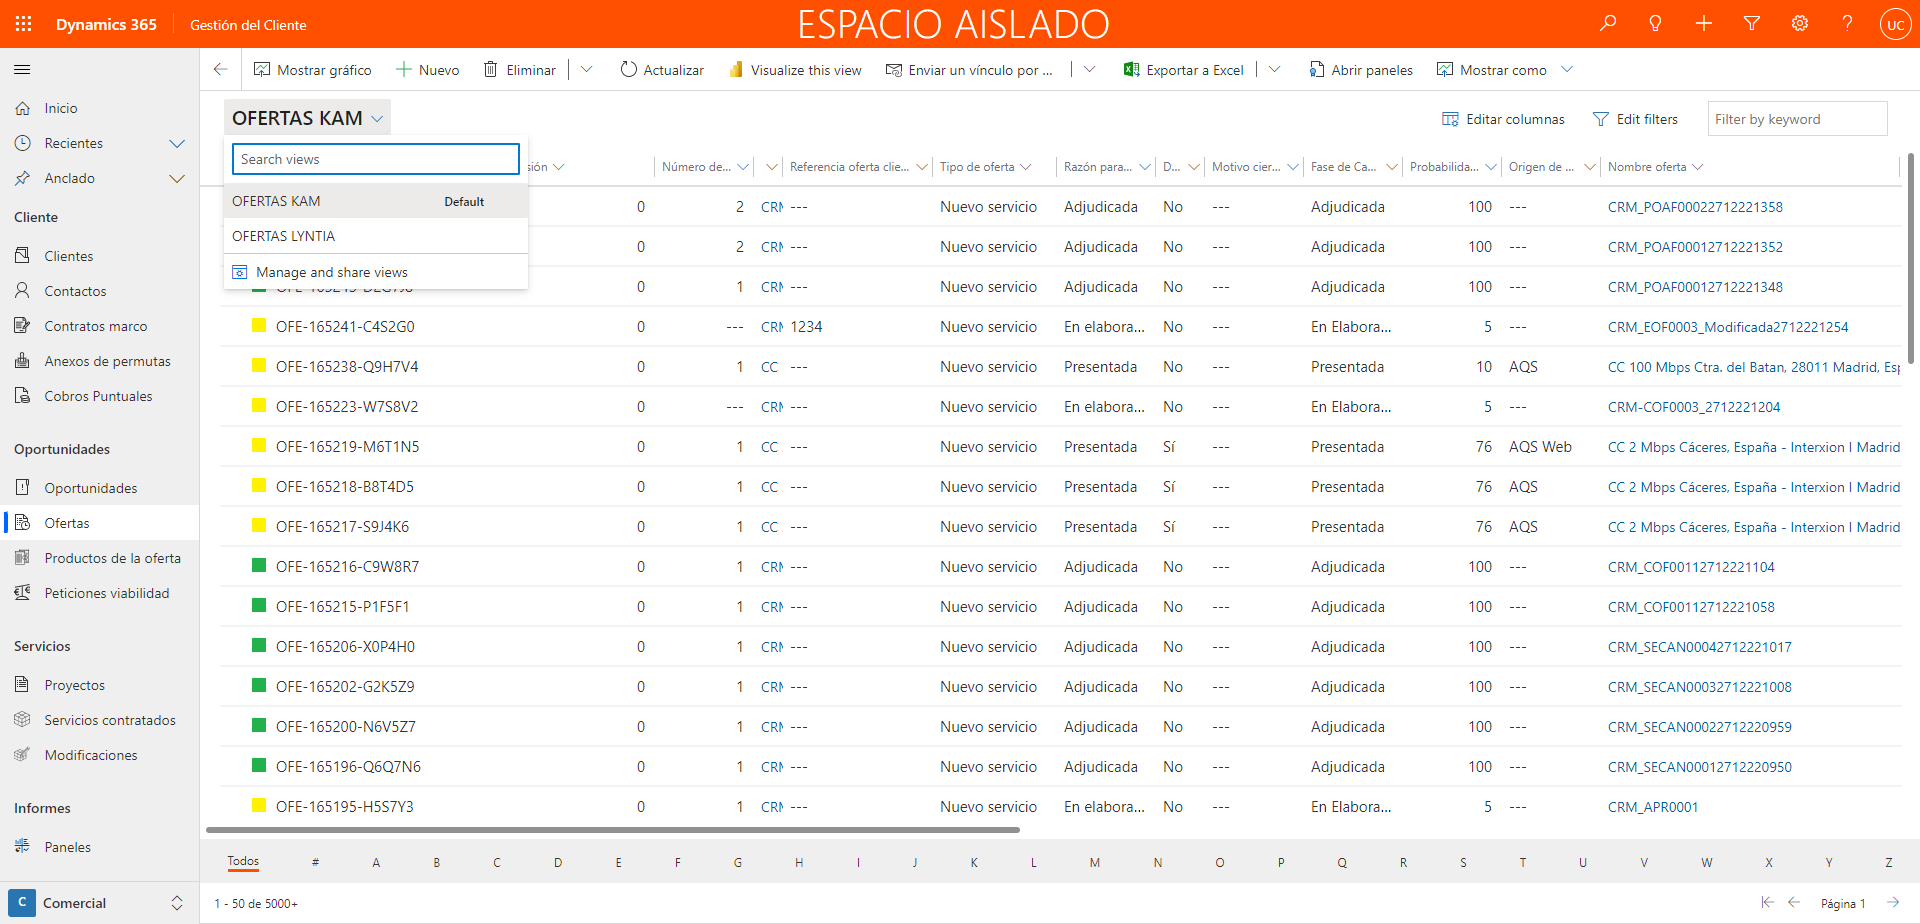 Dynamics 365
Gestión del Cliente
ESPACIO AISLADO
UC
Mostrar gráfico
Nuevo
Eliminar
Actualizar
Visualize this view
Enviar un vínculo por ...
Exportar a Excel
Abrir paneles
Mostrar como
Inicio
Recientes
Anclado
Cliente
Clientes
Contactos
Contratos marco
Anexos de permutas
Cobros Puntuales
Oportunidades
Oportunidades
Ofertas
Productos de la oferta
Peticiones viabilidad
Servicios
Proyectos
Servicios contratados
Modificaciones
Informes
Paneles
C Comercial
OFERTAS KAM
Editar columnas
Edit filters
Filter by keyword
Search views
OFERTAS KAM Default
OFERTAS LYNTIA
Manage and share views
sión Número de... Referencia oferta clie... Tipo de oferta Razón para... D... Motivo cier... Fase de Ca... Probabilida... Origen de ... Nombre oferta
0 2 CRM --- Nuevo servicio Adjudicada No --- Adjudicada 100 --- CRM_POAF00022712221358
0 2 CRM --- Nuevo servicio Adjudicada No --- Adjudicada 100 --- CRM_POAF00012712221352
0 1 CRM --- Nuevo servicio Adjudicada No --- Adjudicada 100 --- CRM_POAF00012712221348
OFE-165241-C4S2G0 0 --- CRM 1234 Nuevo servicio En elabora... No --- En Elabora... 5 --- CRM_EOF0003_Modificada2712221254
OFE-165238-Q9H7V4 0 1 CC --- Nuevo servicio Presentada No --- Presentada 10 AQS CC 100 Mbps Ctra. del Batan, 28011 Madrid, Esp
OFE-165223-W7S8V2 0 --- CRM --- Nuevo servicio En elabora... No --- En Elabora... 5 --- CRM-COF0003_2712221204
OFE-165219-M6T1N5 0 1 CC --- Nuevo servicio Presentada Sí --- Presentada 76 AQS Web CC 2 Mbps Cáceres, España - Interxion I Madrid
OFE-165218-B8T4D5 0 1 CC --- Nuevo servicio Presentada Sí --- Presentada 76 AQS CC 2 Mbps Cáceres, España - Interxion I Madrid
OFE-165217-S9J4K6 0 1 CC --- Nuevo servicio Presentada Sí --- Presentada 76 AQS CC 2 Mbps Cáceres, España - Interxion I Madrid
OFE-165216-C9W8R7 0 1 CRM --- Nuevo servicio Adjudicada No --- Adjudicada 100 --- CRM_COF00112712221104
OFE-165215-P1F5F1 0 1 CRM --- Nuevo servicio Adjudicada No --- Adjudicada 100 --- CRM_COF00112712221058
OFE-165206-X0P4H0 0 1 CRM --- Nuevo servicio Adjudicada No --- Adjudicada 100 --- CRM_SECAN00042712221017
OFE-165202-G2K5Z9 0 1 CRM --- Nuevo servicio Adjudicada No --- Adjudicada 100 --- CRM_SECAN00032712221008
OFE-165200-N6V5Z7 0 1 CRM --- Nuevo servicio Adjudicada No --- Adjudicada 100 --- CRM_SECAN00022712220959
OFE-165196-Q6Q7N6 0 1 CRM --- Nuevo servicio Adjudicada No --- Adjudicada 100 --- CRM_SECAN00012712220950
OFE-165195-H5S7Y3 0 1 CRM --- Nuevo servicio En elabora... No --- En Elabora... 5 --- CRM_APR0001
Todos # A B C D E F G H I J K L M N O P Q R S T U V W X Y Z
1 - 50 de 5000+
Página 1